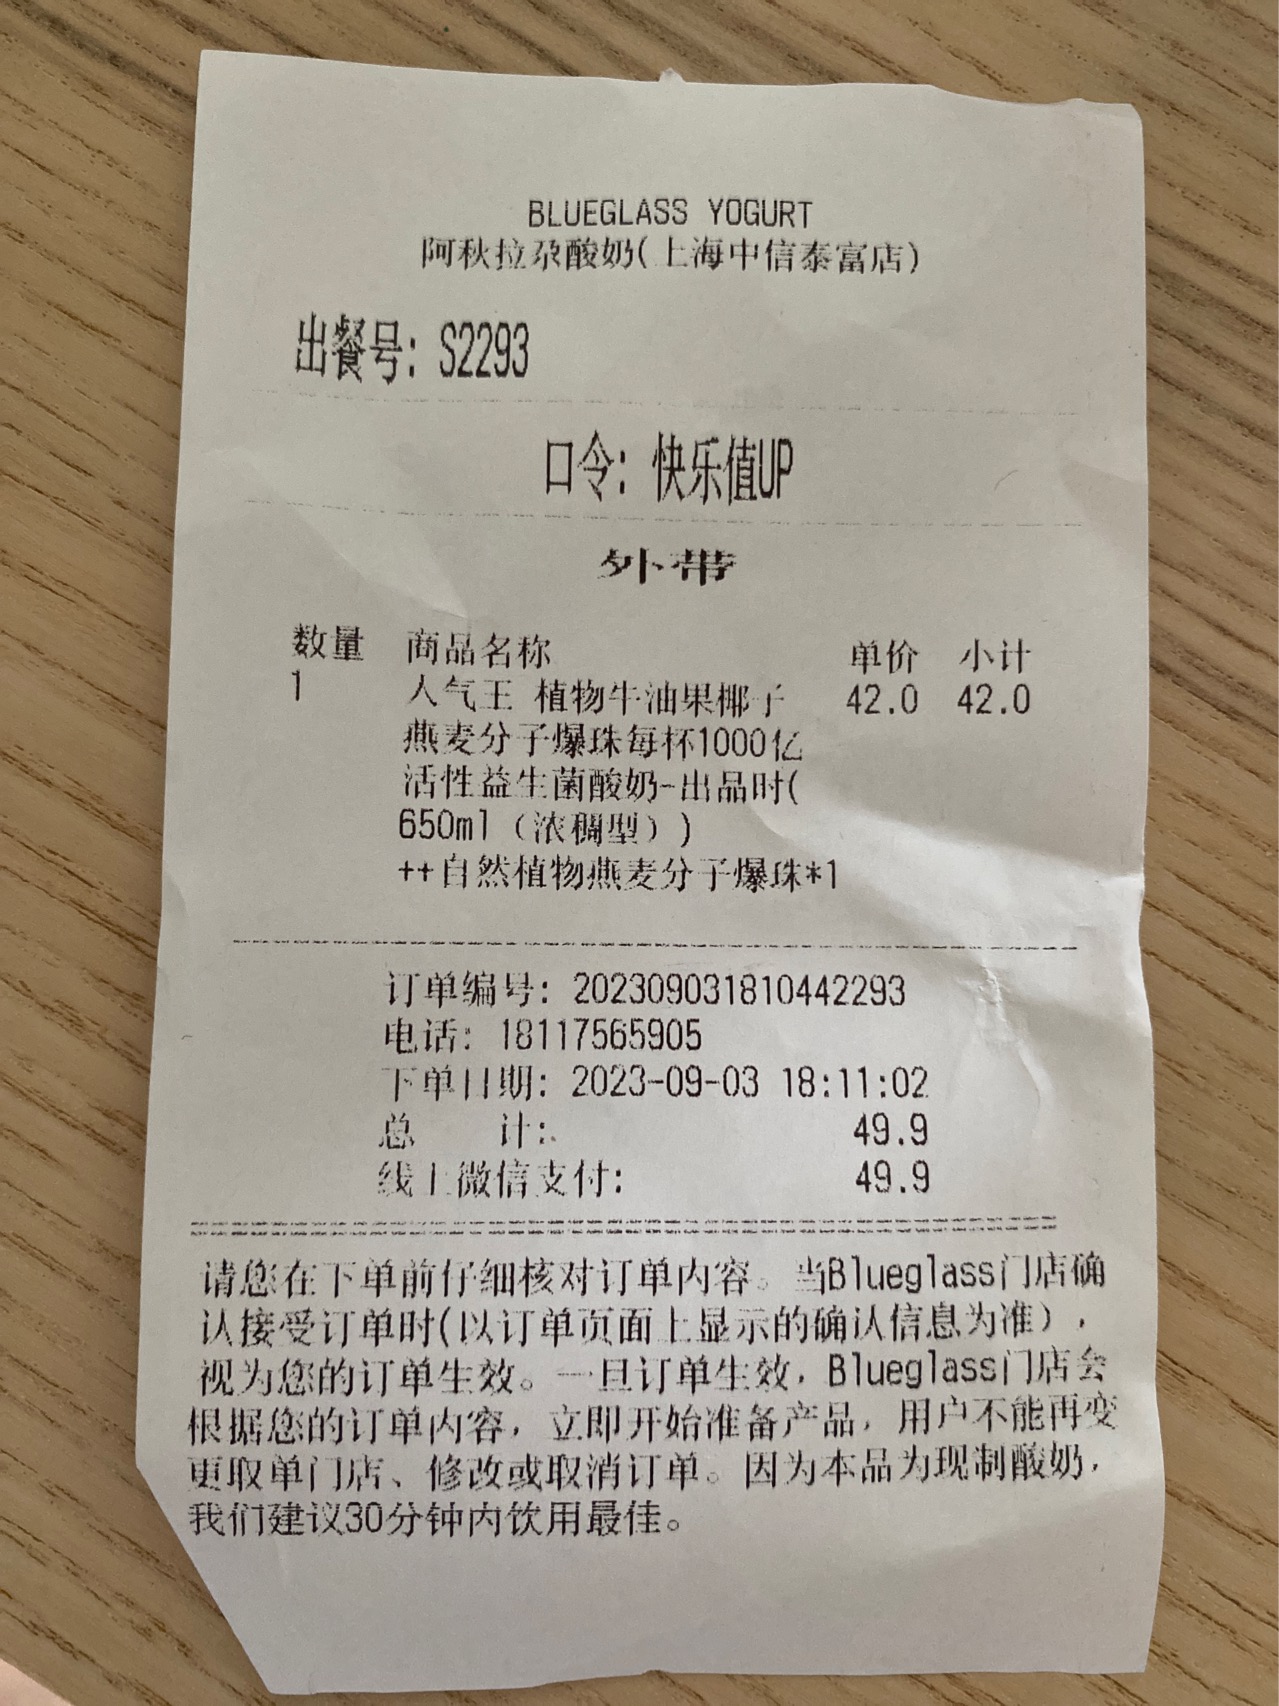 BLUEGLASS YOGURT
阿秋拉尕酸奶(上海中信泰富店)
出餐号: S2293
口令: 快乐值UP
外带
数量 商品名称 单价 小计
1 人气王 植物牛油果椰子 42.0 42.0
燕麦分子爆珠每杯1000亿
活性益生菌酸奶-出品时(
650ml（浓稠型）)
++自然植物燕麦分子爆珠*1
订单编号: 202309031810442293
电话: 18117565905
下单日期: 2023-09-03 18:11:02
总 计: 49.9
线上微信支付: 49.9
请您在下单前仔细核对订单内容。当Blueglass门店确
认接受订单时(以订单页面上显示的确认信息为准)，
视为您的订单生效。一旦订单生效，Blueglass门店会
根据您的订单内容，立即开始准备产品，用户不能再变
更取单门店、修改或取消订单。因为本品为现制酸奶，
我们建议30分钟内饮用最佳。